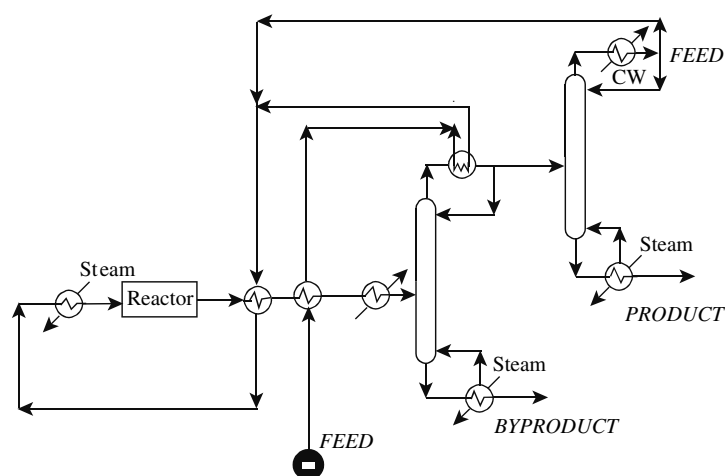 FEED
CW
Steam
Reactor
Steam
PRODUCT
Steam
BYPRODUCT
FEED